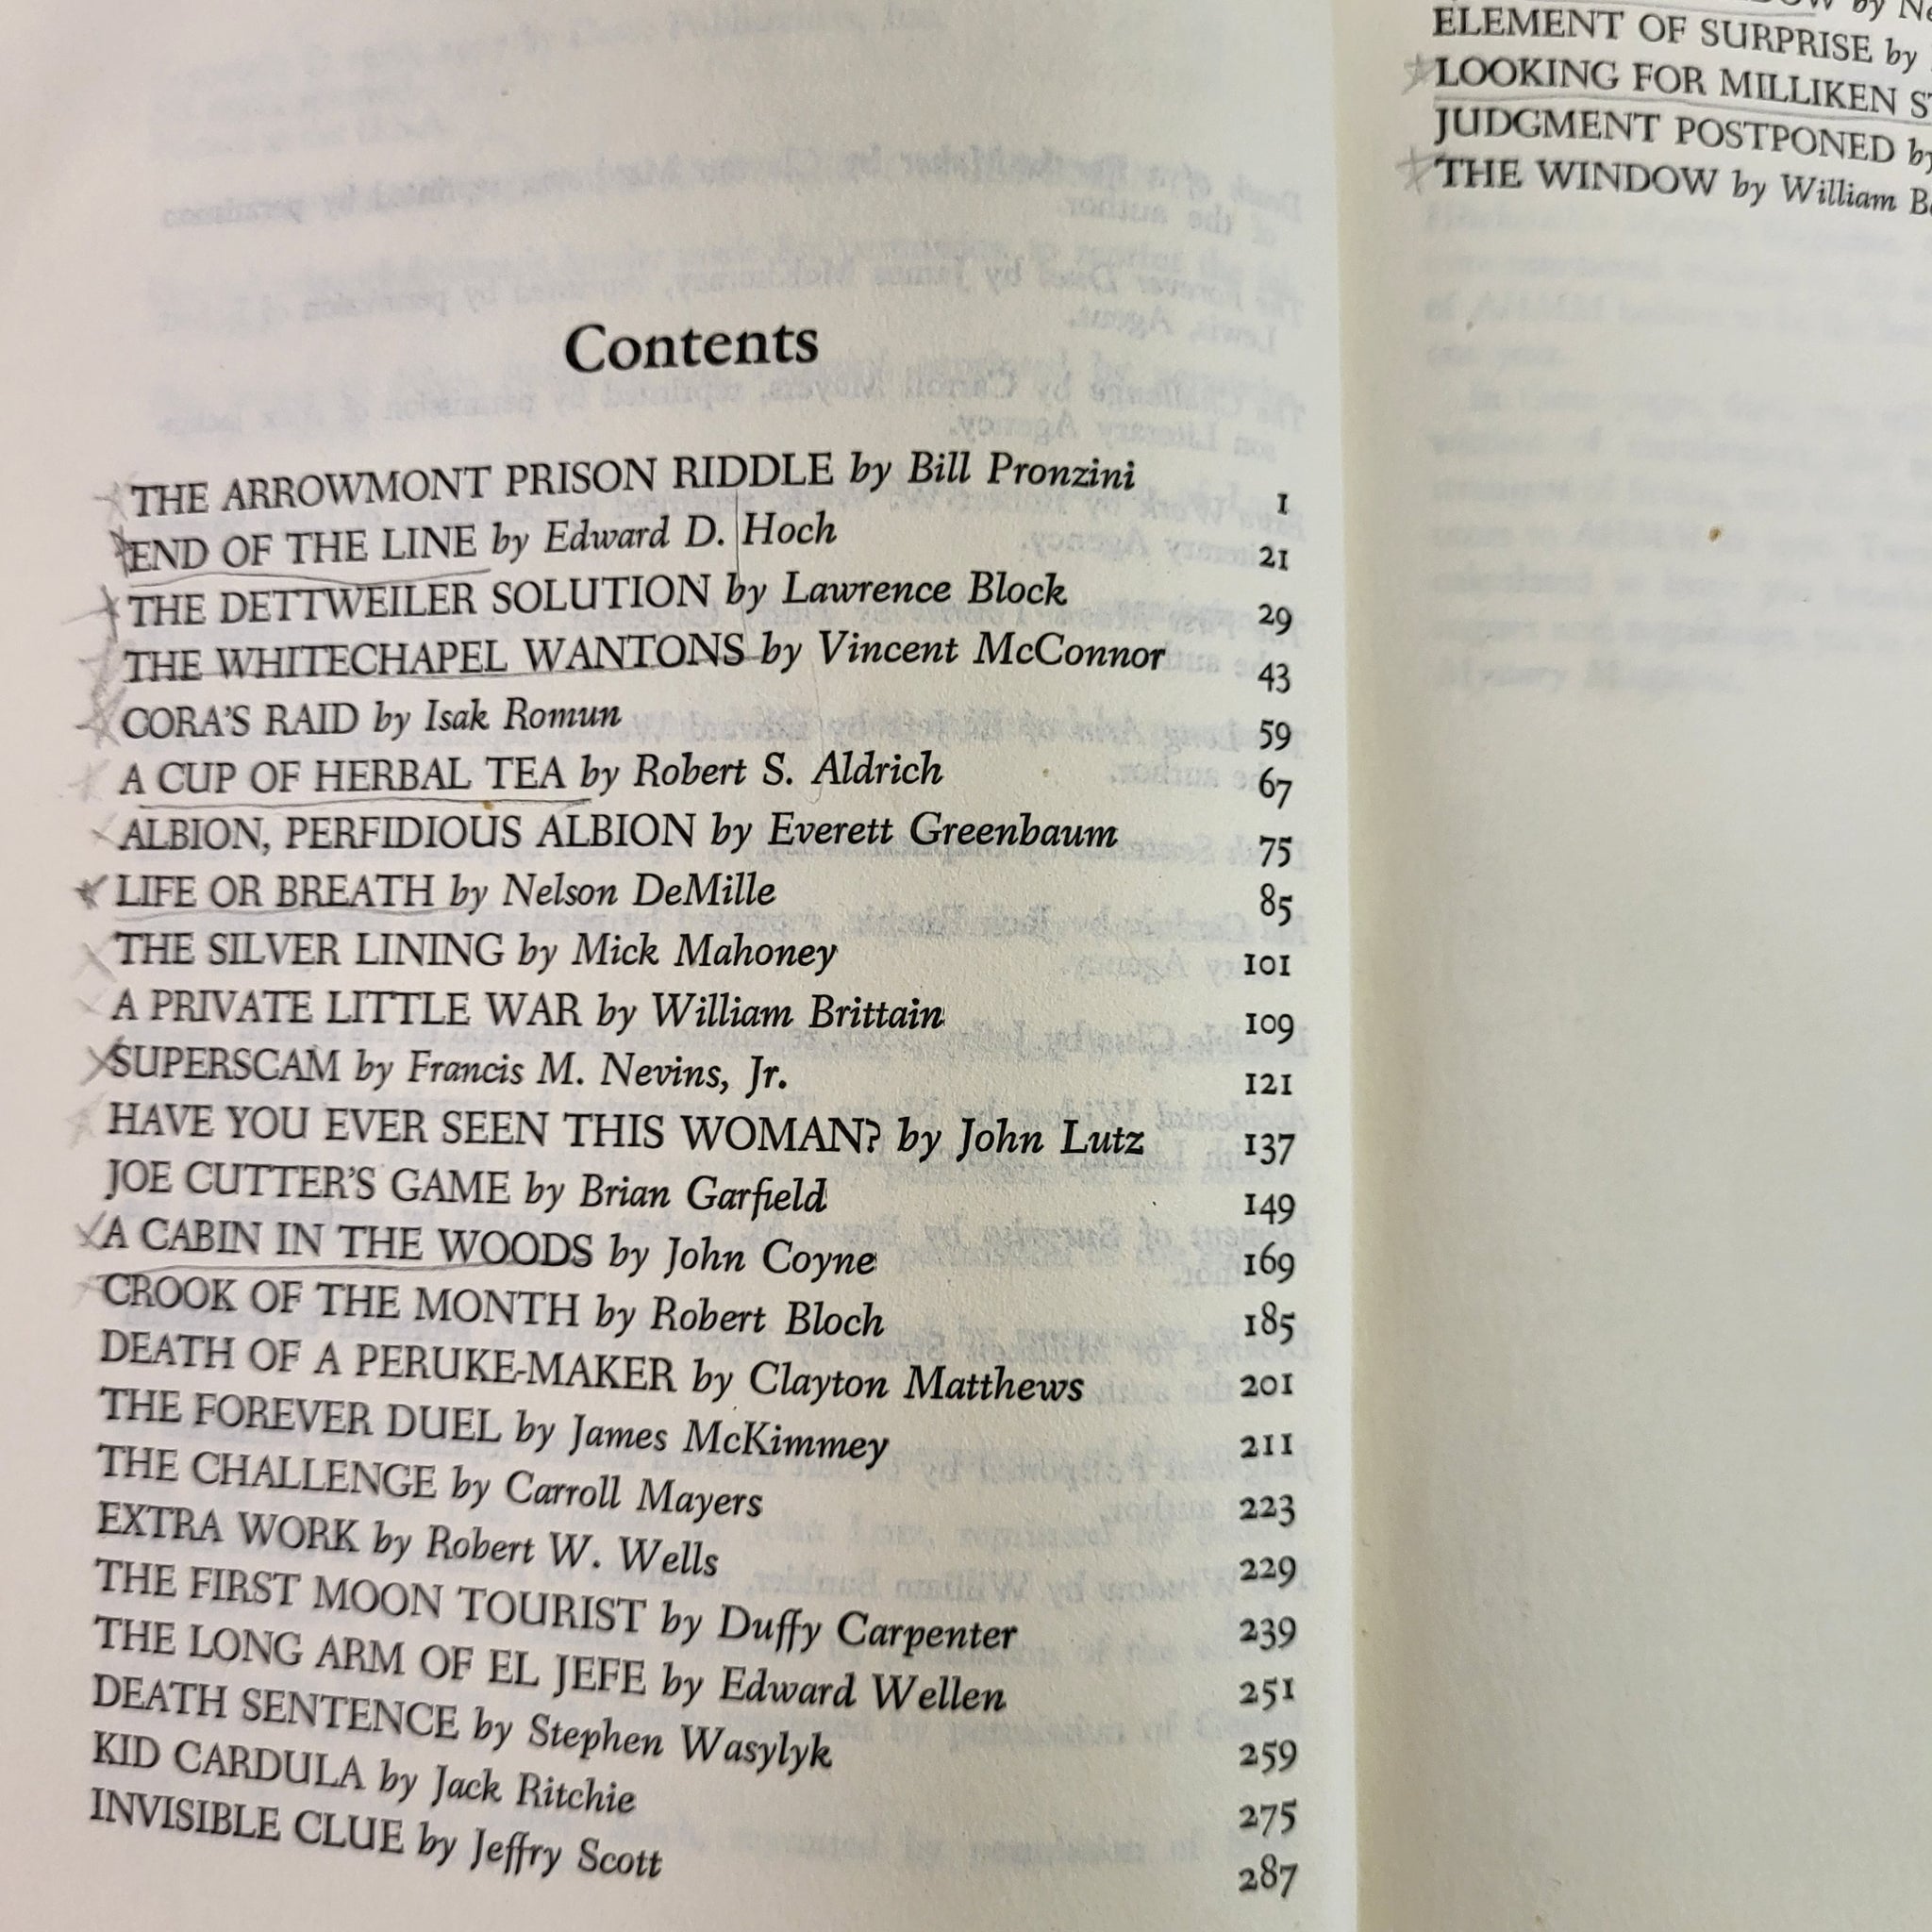 Contents
THE ARROWMONT PRISON RIDDLE by Bill Pronzini 1
END OF THE LINE by Edward D. Hoch 21
THE DETTWEILER SOLUTION by Lawrence Block 29
THE WHITECHAPEL WANTONS by Vincent McConnor 43
CORA'S RAID by Isak Romun 59
A CUP OF HERBAL TEA by Robert S. Aldrich 67
ALBION, PERFIDIOUS ALBION by Everett Greenbaum 75
LIFE OR BREATH by Nelson DeMille 85
THE SILVER LINING by Mick Mahoney 101
A PRIVATE LITTLE WAR by William Brittain 109
SUPERSCAM by Francis M. Nevins, Jr. 121
HAVE YOU EVER SEEN THIS WOMAN? by John Lutz 137
JOE CUTTER'S GAME by Brian Garfield 149
A CABIN IN THE WOODS by John Coyne 169
CROOK OF THE MONTH by Robert Bloch 185
DEATH OF A PERUKE-MAKER by Clayton Matthews 201
THE FOREVER DUEL by James McKimmey 211
THE CHALLENGE by Carroll Mayers 223
EXTRA WORK by Robert W. Wells 229
THE FIRST MOON TOURIST by Duffy Carpenter 239
THE LONG ARM OF EL JEFE by Edward Wellen 251
DEATH SENTENCE by Stephen Wasylyk 259
KID CARDULA by Jack Ritchie 275
INVISIBLE CLUE by Jeffry Scott 287
by
ELEMENT OF SURPRISE by
LOOKING FOR MILLIKEN
JUDGMENT POSTPONED by
THE WINDOW by William